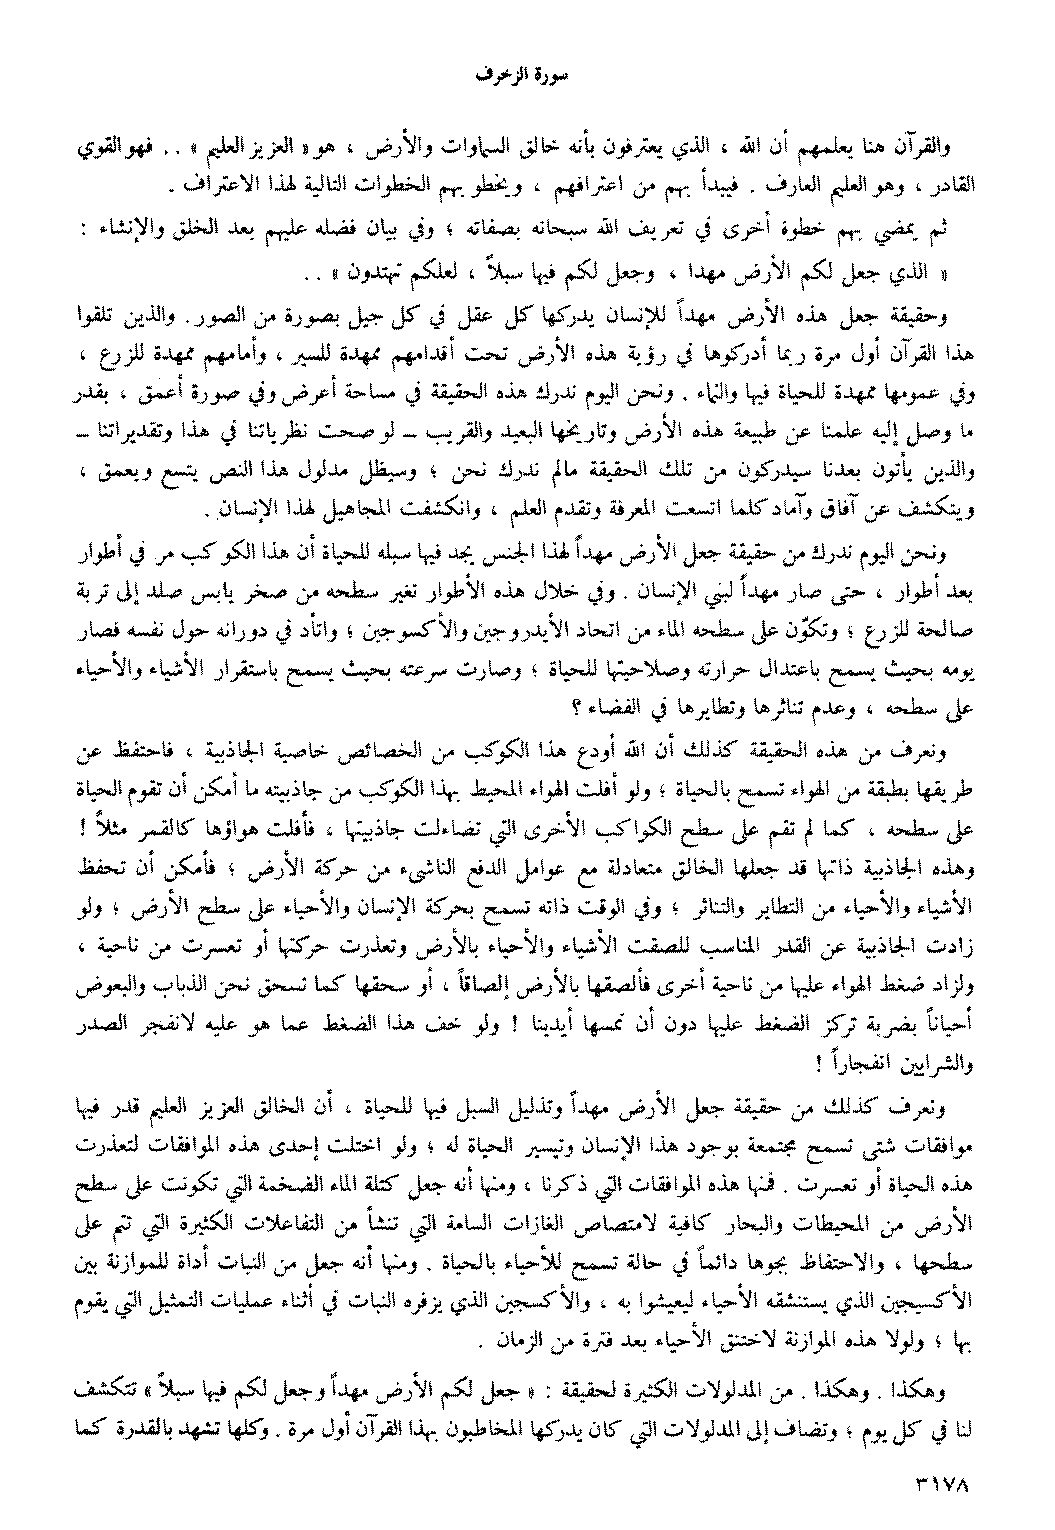 سورة الزخرف
والقرآن هنا يعلمهم أن الله ، الذي يعترفون بأنه خالق السماوات والأرض ، هو « العزيز العليم » . . فهو القوي
القادر ، وهو العليم العارف . فيبدأ بهم من اعترافهم ، ويخطو بهم الخطوات التالية لهذا الاعتراف .
ثم يمضي بهم خطوة أخرى في تعريف الله سبحانه بصفاته ؛ وفي بيان فضله عليهم بعد الخلق والإنشاء :
« الذي جعل لكم الأرض مهدا ، وجعل لكم فيها سبلاً ، لعلكم تهتدون » . .
وحقيقة جعل هذه الأرض مهداً للإنسان يدركها كل عقل في كل جيل بصورة من الصور . والذين تلقوا
هذا القرآن أول مرة ربما أدركوها في رؤية هذه الأرض تحت أقدامهم ممهدة للسير ، وأمامهم ممهدة للزرع ،
وفي عمومها ممهدة للحياة فيها والنماء . ونحن اليوم ندرك هذه الحقيقة في مساحة أعرض وفي صورة أعمق ، بقدر
ما وصل إليه علمنا عن طبيعة هذه الأرض وتاريخها البعيد والقريب ــ لو صحت نظرياتنا في هذا وتقديراتنا ــ
والذين يأتون بعدنا سيدركون من تلك الحقيقة مالم ندرك نحن ؛ وسيظل مدلول هذا النص يتسع ويعمق ،
ويتكشف عن آفاق وآماد كلما اتسعت المعرفة وتقدم العلم ، وانكشفت المجاهيل لهذا الإنسان .
ونحن اليوم ندرك من حقيقة جعل الأرض مهداً لهذا الجنس يجد فيها سبله للحياة أن هذا الكوكب مر في أطوار
بعد أطوار ، حتى صار مهداً لبني الإنسان . وفي خلال هذه الأطوار تغير سطحه من صخر يابس صلد إلى تربة
صالحة للزرع ؛ وتكوّن على سطحه الماء من اتحاد الأيدروجين والأكسوجين ؛ واتأد في دورانه حول نفسه فصار
يومه بحيث يسمح باعتدال حرارته وصلاحيتها للحياة ؛ وصارت سرعته بحيث يسمح باستقرار الأشياء والأحياء
على سطحه ، وعدم تناثرها وتطايرها في الفضاء ؟
ونعرف من هذه الحقيقة كذلك أن الله أودع هذا الكوكب من الخصائص خاصية الجاذبية ، فاحتفظ عن
طريقها بطبقة من الهواء تسمح بالحياة ؛ ولو أفلت الهواء المحيط بهذا الكوكب من جاذبيته ما أمكن أن تقوم الحياة
على سطحه ، كما لم تقم على سطح الكواكب الأخرى التي تضاءلت جاذبيتها ، فأفلت هواؤها كالقمر مثلاً !
وهذه الجاذبية ذاتها قد جعلها الخالق متعادلة مع عوامل الدفع الناشىء من حركة الأرض ؛ فأمكن أن تحفظ
الأشياء والأحياء من التطاير والتناثر ؛ وفي الوقت ذاته تسمح بحركة الإنسان والأحياء على سطح الأرض ؛ ولو
زادت الجاذبية عن القدر المناسب للصقت الأشياء والأحياء بالأرض وتعذرت حركتها أو تعسرت من ناحية ،
ولزاد ضغط الهواء عليها من ناحية أخرى فألصقها بالأرض إلصاقاً ، أو سحقها كما نسحق نحن الذباب والبعوض
أحياناً بضربة تركز الضغط عليها دون أن نمسها أيدينا ! ولو خف هذا الضغط عما هو عليه لانفجر الصدر
والشرايين انفجاراً !
ونعرف كذلك من حقيقة جعل الأرض مهداً وتذليل السبل فيها للحياة ، أن الخالق العزيز العليم قدر فيها
موافقات شتى تسمح مجتمعة بوجود هذا الإنسان وتيسير الحياة له ؛ ولو اختلت إحدى هذه الموافقات لتعذرت
هذه الحياة أو تعسرت . فمنها هذه الموافقات التي ذكرنا ، ومنها أنه جعل كتلة الماء الضخمة التي تكونت على سطح
الأرض من المحيطات والبحار كافية لامتصاص الغازات السامة التي تنشأ من التفاعلات الكثيرة التي تتم على
سطحها ، والاحتفاظ بجوها دائماً في حالة تسمح للأحياء بالحياة . ومنها أنه جعل من النبات أداة للموازنة بين
الأكسيجين الذي يستنشقه الأحياء ليعيشوا به ، والأكسجين الذي يزفره النبات في أثناء عمليات التمثيل التي يقوم
بها ؛ ولولا هذه الموازنة لاختنق الأحياء بعد فترة من الزمان .
وهكذا . وهكذا . من المدلولات الكثيرة لحقيقة : « جعل لكم الأرض مهداً وجعل لكم فيها سبلاً » تتكشف
لنا في كل يوم ؛ وتضاف إلى المدلولات التي كان يدركها المخاطبون بهذا القرآن أول مرة . وكلها تشهد بالقدرة كما
٣١٧٨